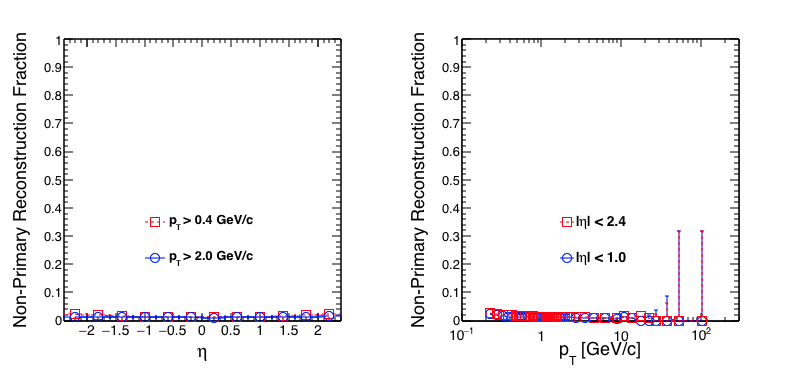 Non-Primary Reconstruction Fraction
1
0.9
0.8
0.7
0.6
0.5
0.4
0.3
0.2
0.1
0
p_T > 0.4 GeV/c
p_T > 2.0 GeV/c
−2 −1.5 −1 −0.5 0 0.5 1 1.5 2
η
Non-Primary Reconstruction Fraction
1
0.9
0.8
0.7
0.6
0.5
0.4
0.3
0.2
0.1
0
|η| < 2.4
|η| < 1.0
10⁻¹ 1 10 10²
p_T [GeV/c]